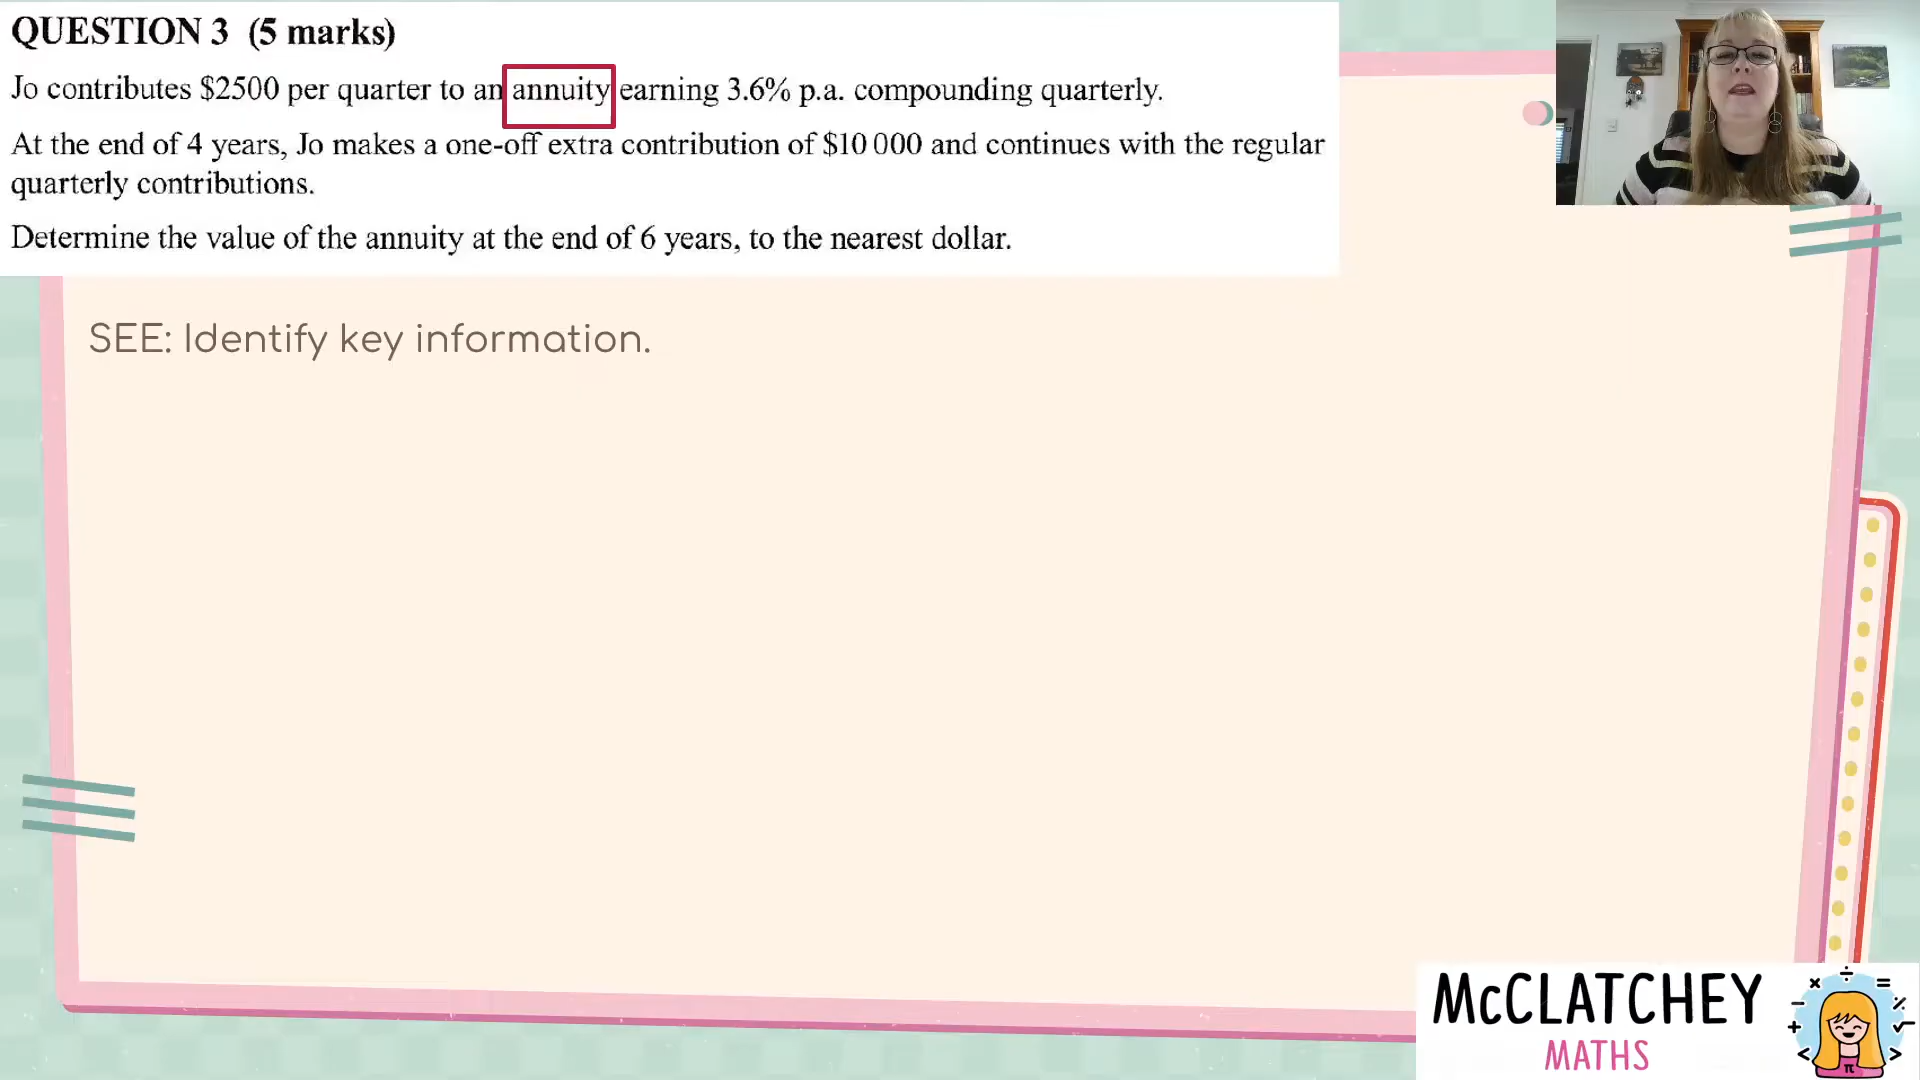 QUESTION 3 (5 marks)
Jo contributes $2500 per quarter to an annuity earning 3.6% p.a. compounding quarterly.
At the end of 4 years, Jo makes a one-off extra contribution of $10 000 and continues with the regular
quarterly contributions.
Determine the value of the annuity at the end of 6 years, to the nearest dollar.
SEE: Identify key information.
McCLATCHEY
MATHS